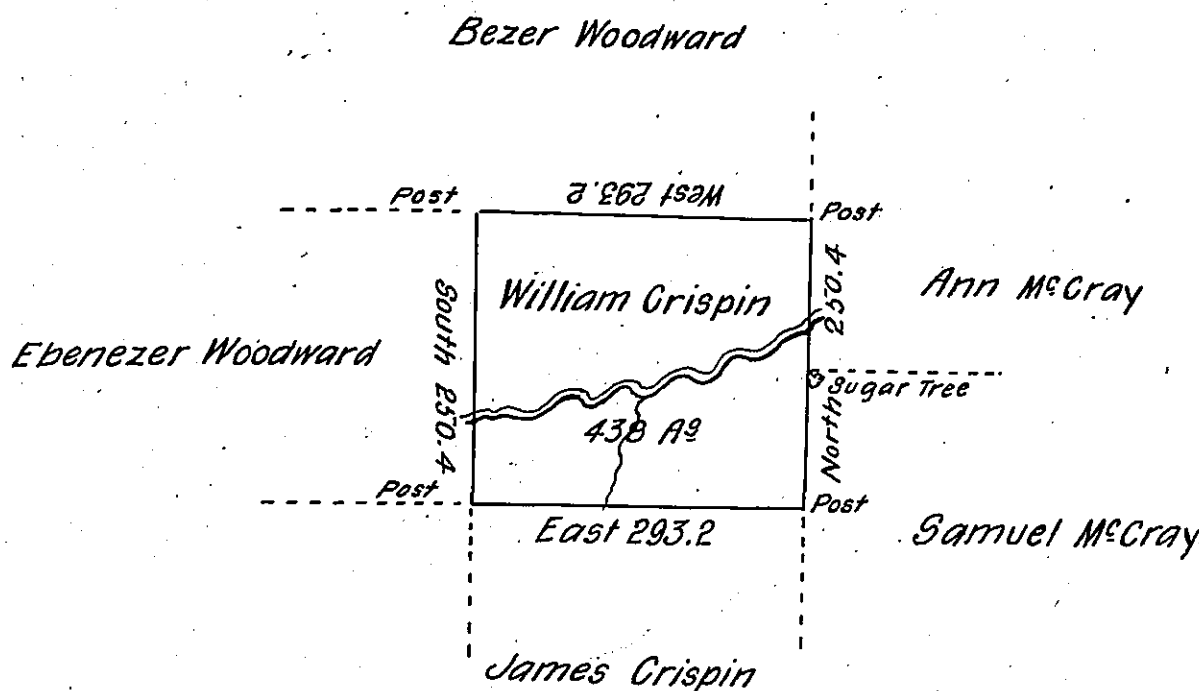 Bezer Woodward
West 293.2
Post
Post
South 250.4
North 250.4
William Crispin
Ann McCray
Ebenezer Woodward
Sugar Tree
438 As
Post
Post
East 293.2
Samuel McCray
James Crispin